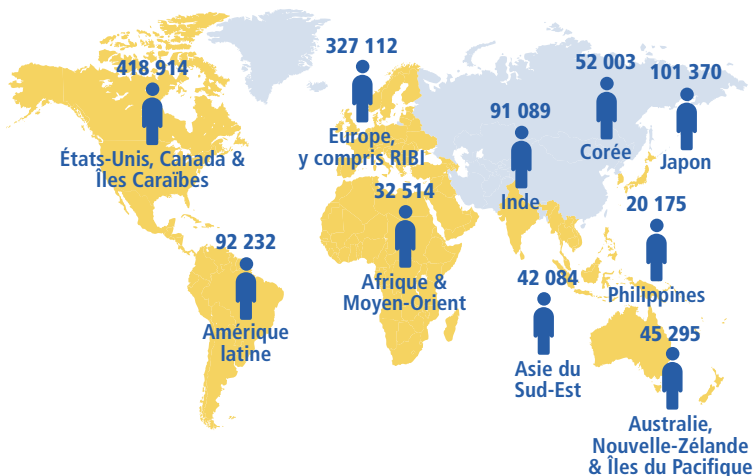 418 914
États-Unis, Canada &
Îles Caraïbes
327 112
Europe,
y compris RIBI
52 003
Corée
101 370
Japon
91 089
Inde
32 514
Afrique &
Moyen-Orient
20 175
Philippines
92 232
Amérique
latine
42 084
Asie du
Sud-Est
45 295
Australie,
Nouvelle-Zélande
& Îles du Pacifique